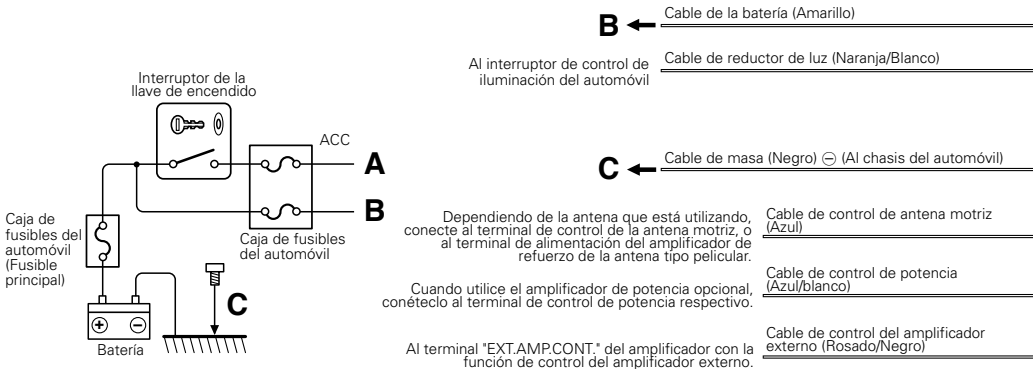 Interruptor de la
llave de encendido
ACC
A
B
Caja de fusibles
del automóvil
Caja de
fusibles del
automóvil
(Fusible
principal)
C
Batería
B
Cable de la batería (Amarillo)
Al interruptor de control de
iluminación del automóvil
Cable de reductor de luz (Naranja/Blanco)
C
Cable de masa (Negro) ⊖ (Al chasis del automóvil)
Dependiendo de la antena que está utilizando,
conecte al terminal de control de la antena motriz, o
al terminal de alimentación del amplificador de
refuerzo de la antena tipo pelicular.
Cable de control de antena motriz
(Azul)
Cuando utilice el amplificador de potencia opcional,
conéteclo al terminal de control de potencia respectivo.
Cable de control de potencia
(Azul/blanco)
Al terminal "EXT.AMP.CONT." del amplificador con la
función de control del amplificador externo.
Cable de control del amplificador
externo (Rosado/Negro)